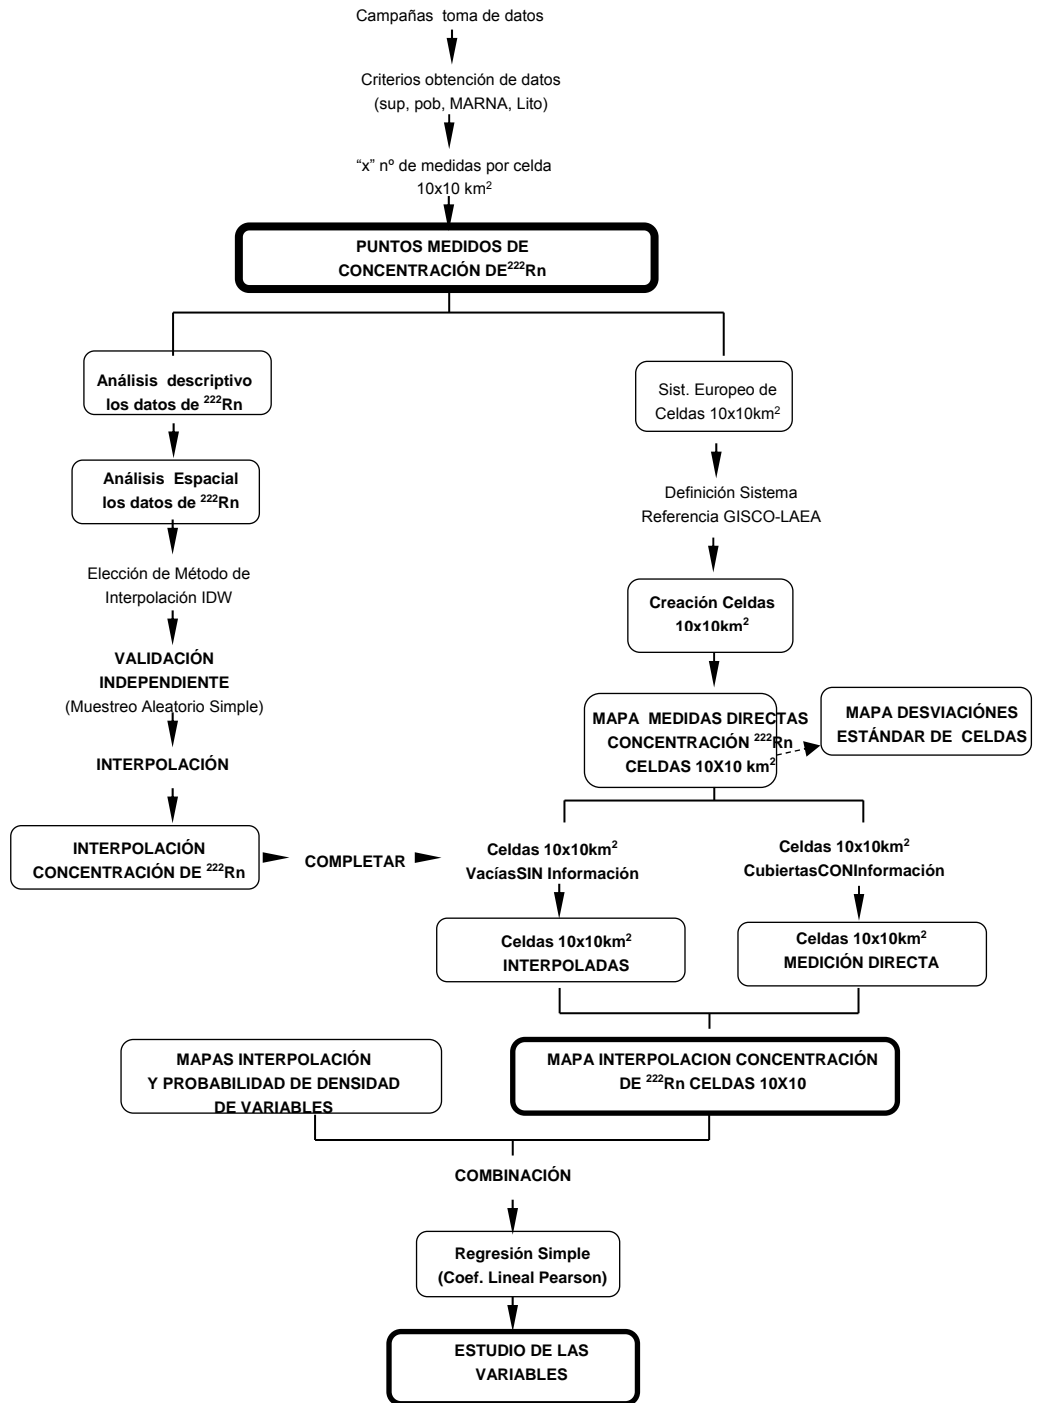 Campañas toma de datos
Criterios obtención de datos
(sup, pob, MARNA, Lito)
“x” nº de medidas por celda
10x10 km²
PUNTOS MEDIDOS DE
CONCENTRACIÓN DE²²²Rn
Análisis descriptivo
los datos de ²²²Rn
Análisis Espacial
los datos de ²²²Rn
Elección de Método de
Interpolación IDW
VALIDACIÓN
INDEPENDIENTE
(Muestreo Aleatorio Simple)
INTERPOLACIÓN
INTERPOLACIÓN
CONCENTRACIÓN DE ²²²Rn
COMPLETAR
Sist. Europeo de
Celdas 10x10km²
Definición Sistema
Referencia GISCO-LAEA
Creación Celdas
10x10km²
MAPA MEDIDAS DIRECTAS
CONCENTRACIÓN ²²²Rn
CELDAS 10X10 km²
MAPA DESVIACIÓNES
ESTÁNDAR DE CELDAS
Celdas 10x10km²
VacíasSIN Información
Celdas 10x10km²
CubiertasCONInformación
Celdas 10x10km²
INTERPOLADAS
Celdas 10x10km²
MEDICIÓN DIRECTA
MAPAS INTERPOLACIÓN
Y PROBABILIDAD DE DENSIDAD
DE VARIABLES
MAPA INTERPOLACION CONCENTRACIÓN
DE ²²²Rn CELDAS 10X10
COMBINACIÓN
Regresión Simple
(Coef. Lineal Pearson)
ESTUDIO DE LAS
VARIABLES